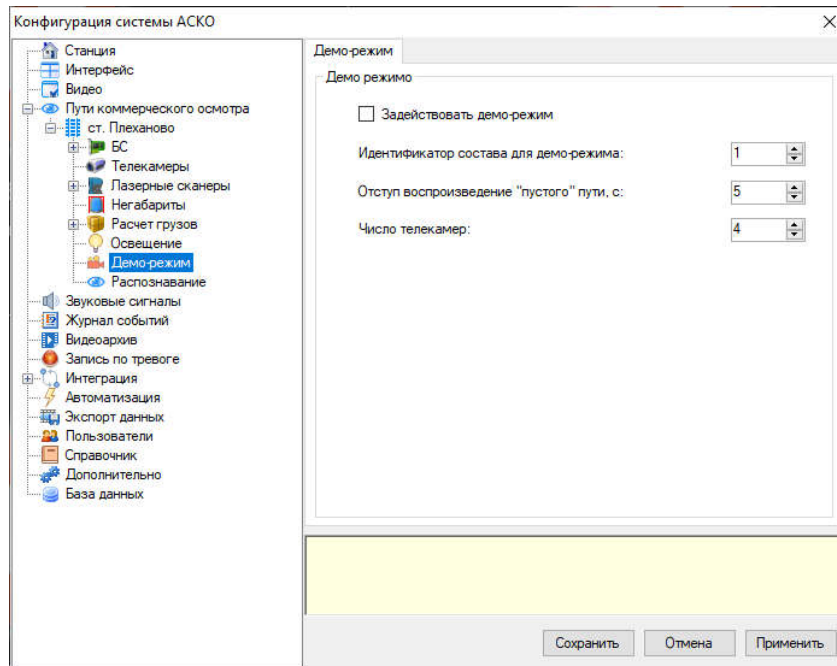 Конфигурация системы АСКО
Станция
Интерфейс
Видео
Пути коммерческого осмотра
ст. Плеханово
БС
Телекамеры
Лазерные сканеры
Негабариты
Расчет грузов
Освещение
Демо-режим
Распознавание
Звуковые сигналы
Журнал событий
Видеоархив
Запись по тревоге
Интеграция
Автоматизация
Экспорт данных
Пользователи
Справочник
Дополнительно
База данных
Демо-режим
Демо режимо
Задействовать демо-режим
Идентификатор состава для демо-режима: 1
Отступ воспроизведение "пустого" пути, с: 5
Число телекамер: 4
Сохранить Отмена Применить